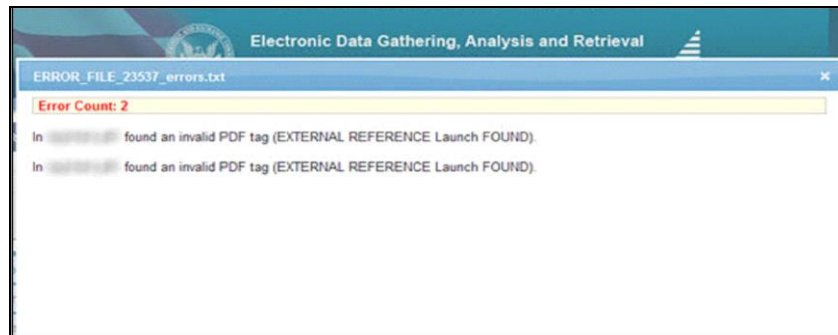 Electronic Data Gathering, Analysis and Retrieval
ERROR_FILE_23537_errors.txt
Error Count: 2
In found an invalid PDF tag (EXTERNAL REFERENCE Launch FOUND).
In found an invalid PDF tag (EXTERNAL REFERENCE Launch FOUND).